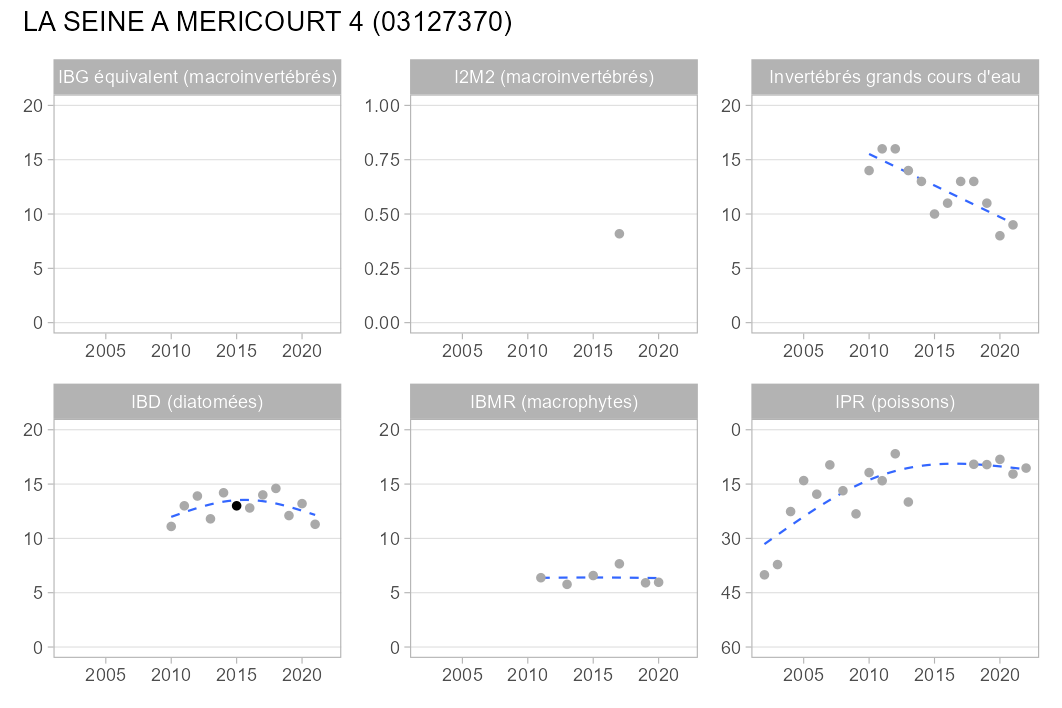 LA SEINE A MERICOURT 4 (03127370)
IBG équivalent (macroinvertébrés)
20
15
10
5
0
2005 2010 2015 2020
I2M2 (macroinvertébrés)
1.00
0.75
0.50
0.25
0.00
2005 2010 2015 2020
Invertébrés grands cours d'eau
20
15
10
5
0
2005 2010 2015 2020
IBD (diatomées)
20
15
10
5
0
2005 2010 2015 2020
IBMR (macrophytes)
20
15
10
5
0
2005 2010 2015 2020
IPR (poissons)
0
15
30
45
60
2005 2010 2015 2020